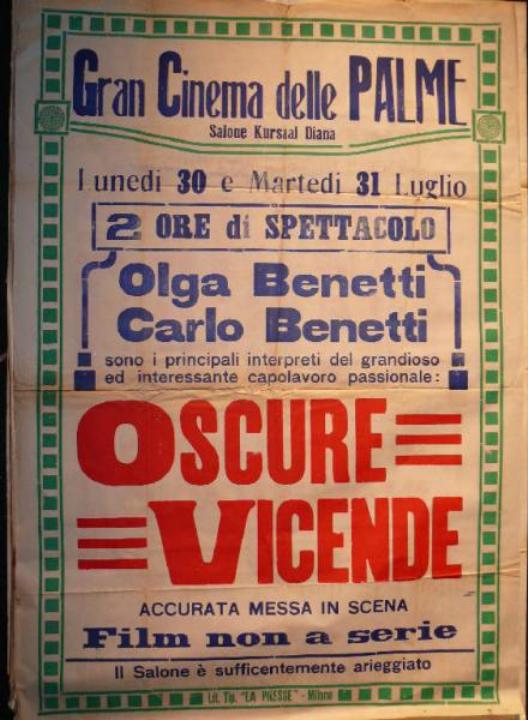 Gran Cinema delle PALME
Salone Kursaal Diana
Lunedì 30 e Martedì 31 Luglio
2 ORE di SPETTACOLO
Olga Benetti
Carlo Benetti
sono i principali interpreti del grandioso
ed interessante capolavoro passionale:
OSCURE
VICENDE
ACCURATA MESSA IN SCENA
Film non a serie
Il Salone è sufficentemente arieggiato
Lit. Tip. "LA PRESSE" - Milano